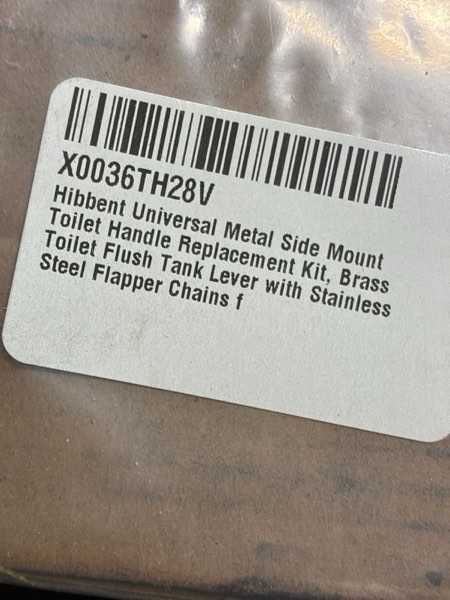 X0036TH28V
Hibbent Universal Metal Side Mount
Toilet Handle Replacement Kit, Brass
Toilet Flush Tank Lever with Stainless
Steel Flapper Chains f